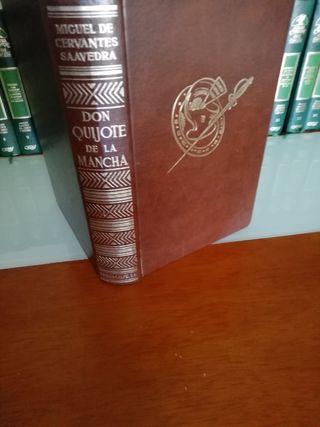 MIGUEL DE
CERVANTES
SAAVEDRA
DON
QUIJOTE
DE LA
MANCHA